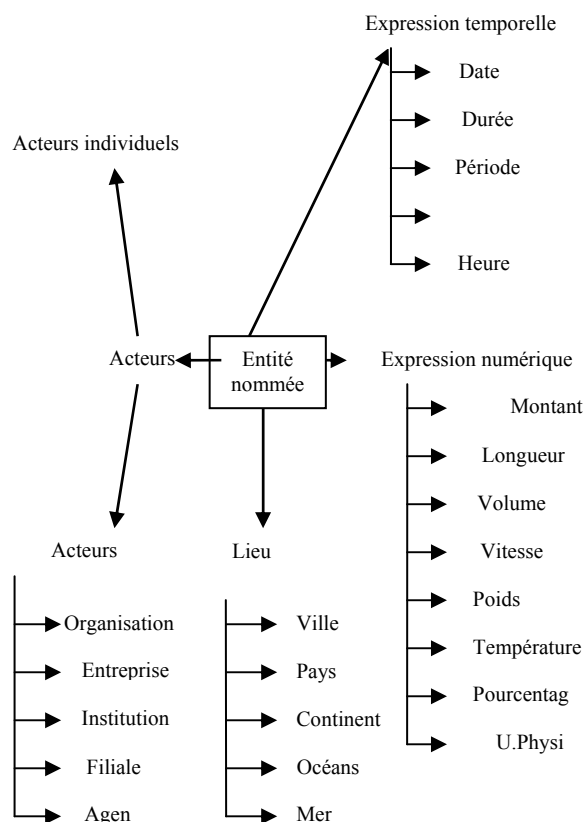 Expression temporelle
Date
Durée
Période
Heure
Acteurs individuels
Acteurs
Entité
nommée
Expression numérique
Montant
Longueur
Volume
Vitesse
Poids
Température
Pourcentag
U.Physi
Acteurs
Organisation
Entreprise
Institution
Filiale
Agen
Lieu
Ville
Pays
Continent
Océans
Mer